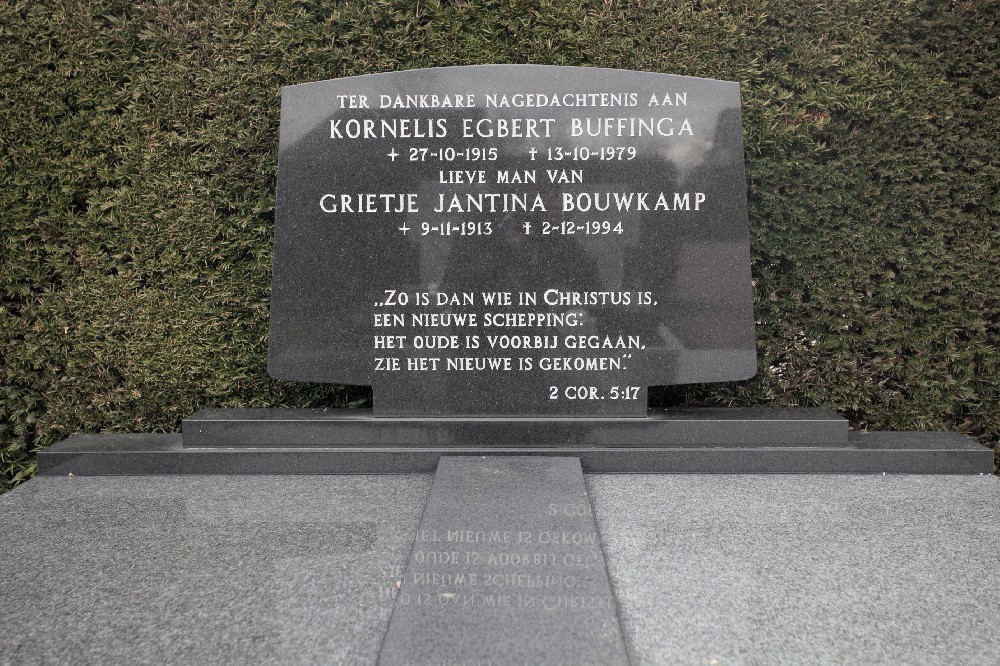 TER DANKBARE NAGEDACHTENIS AAN
KORNELIS EGBERT BUFFINGA
+ 27-10-1915 † 13-10-1979
LIEVE MAN VAN
GRIETJE JANTINA BOUWKAMP
+ 9-11-1913 † 2-12-1994
„ZO IS DAN WIE IN CHRISTUS IS,
EEN NIEUWE SCHEPPING:
HET OUDE IS VOORBIJ GEGAAN,
ZIE HET NIEUWE IS GEKOMEN.”
2 COR. 5:17